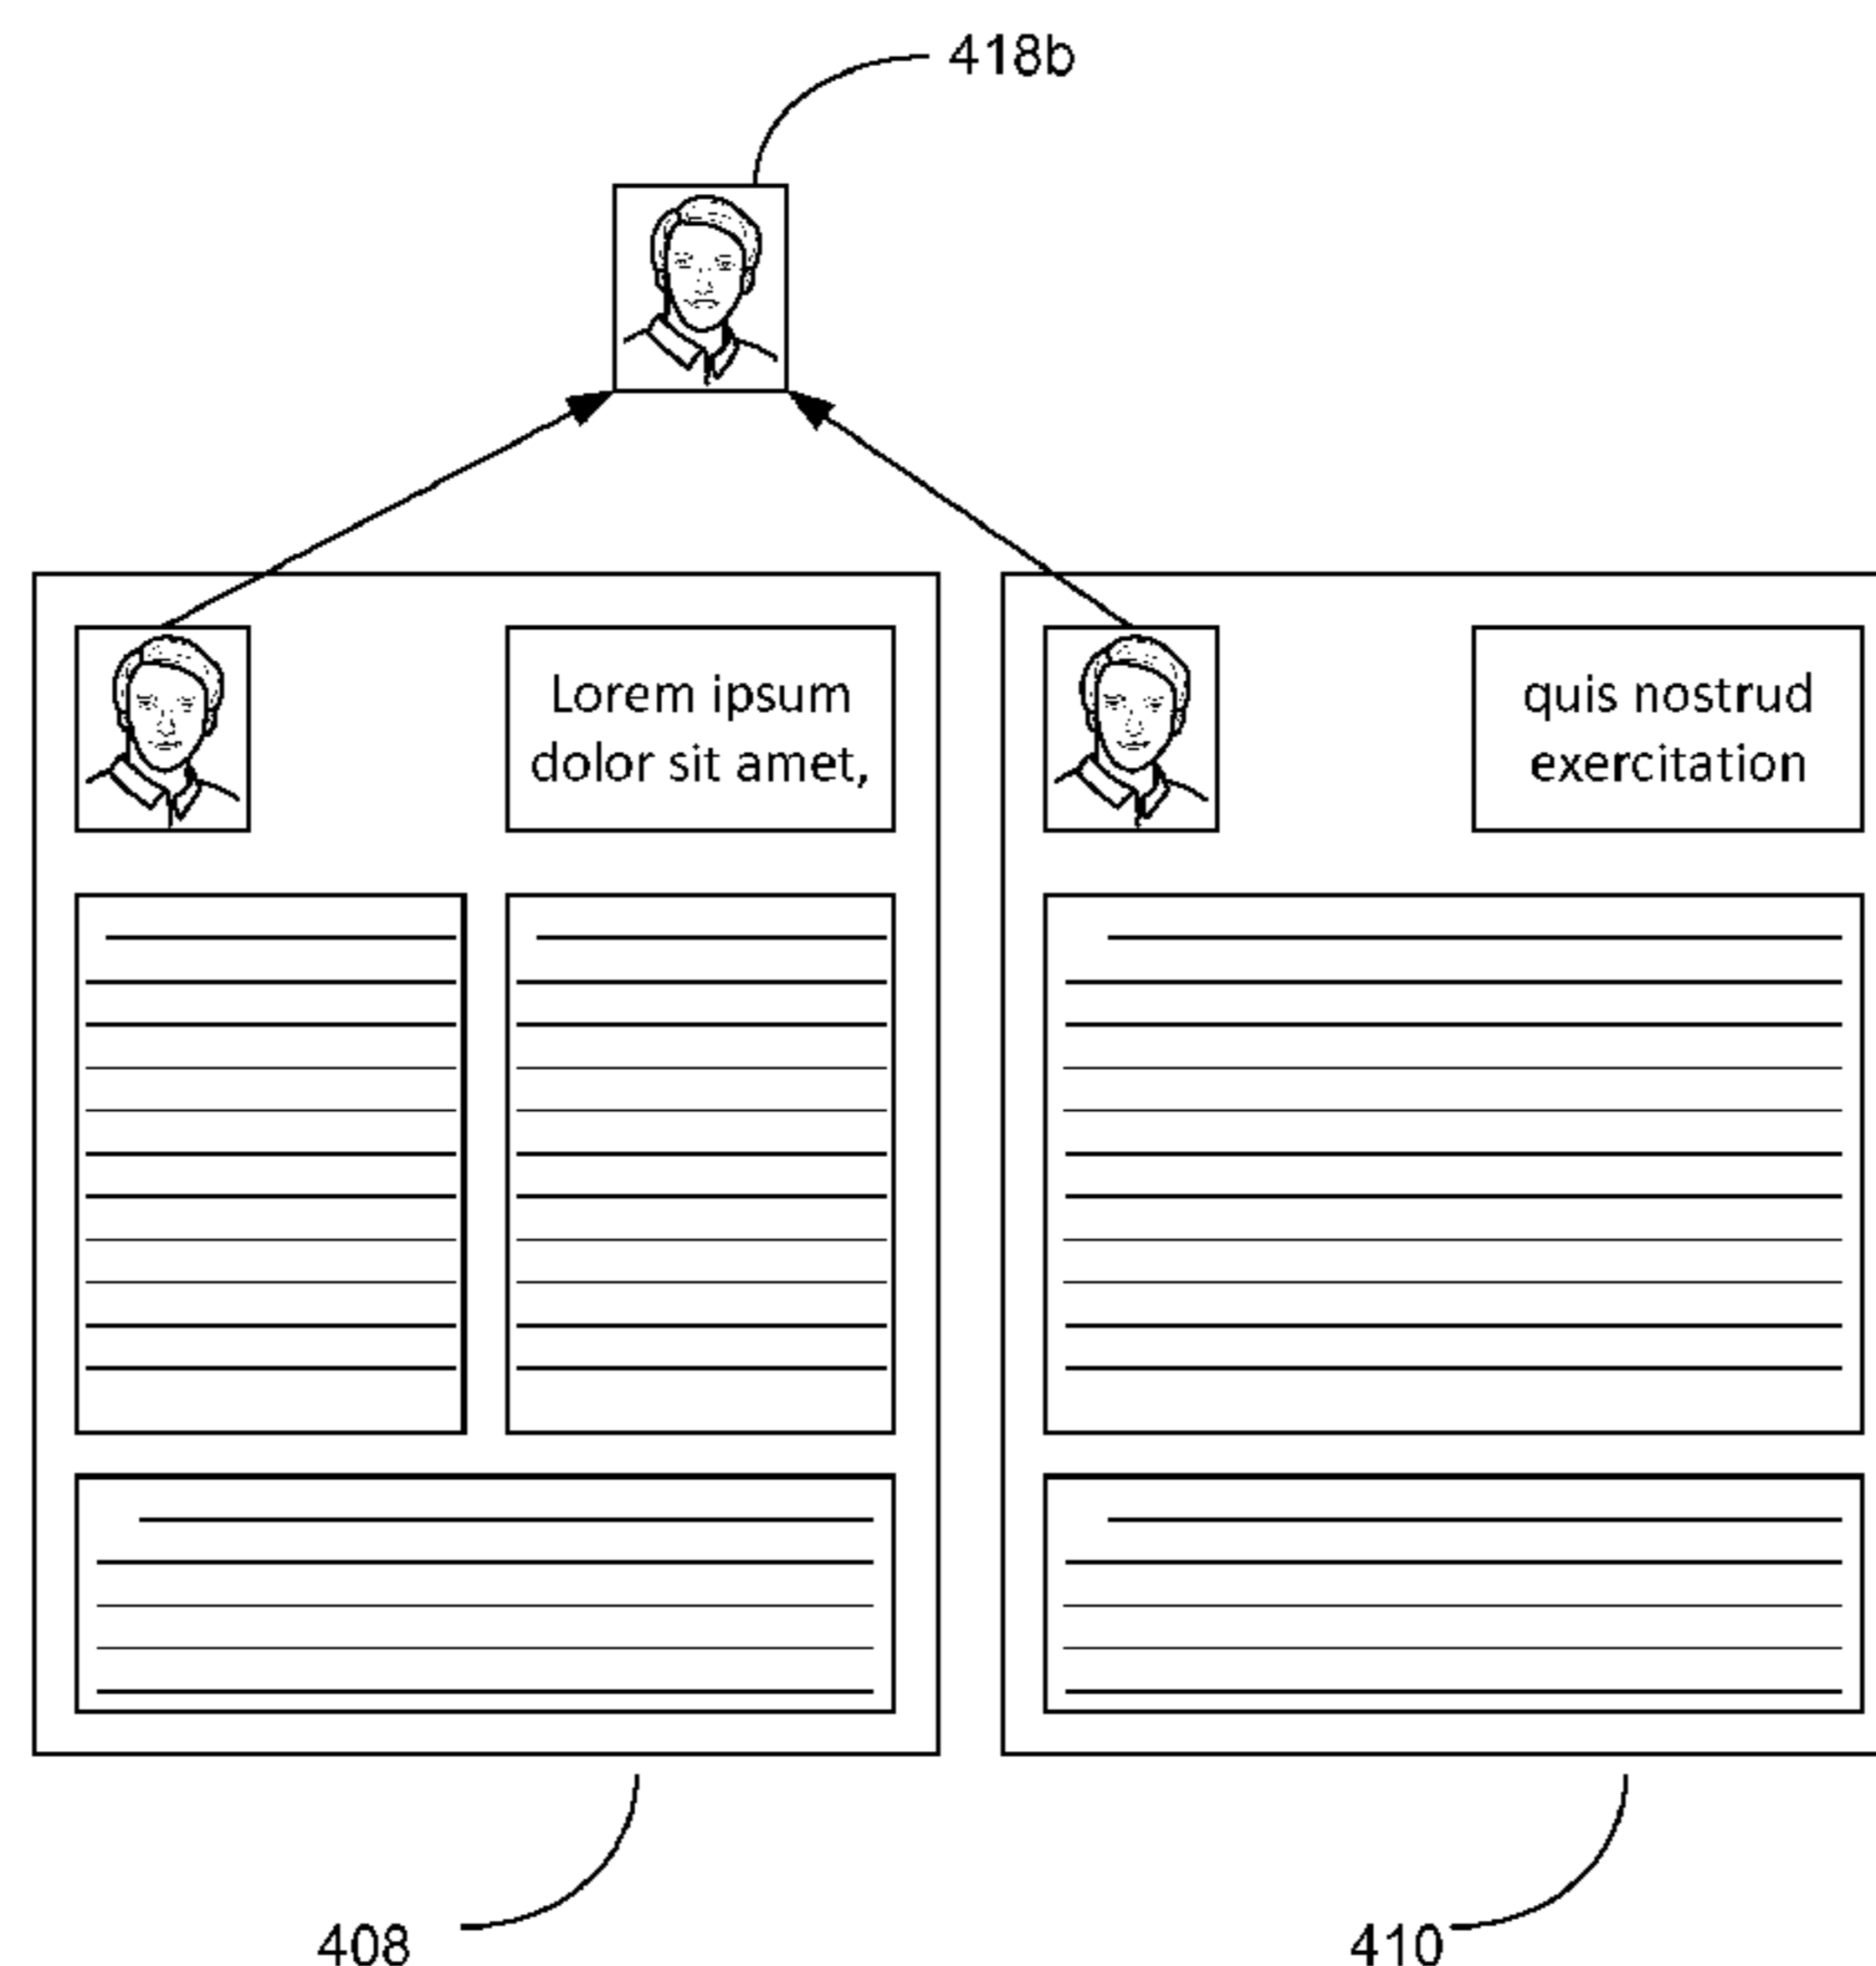 418b
Lorem ipsum
dolor sit amet,
quis nostrud
exercitation
408
410